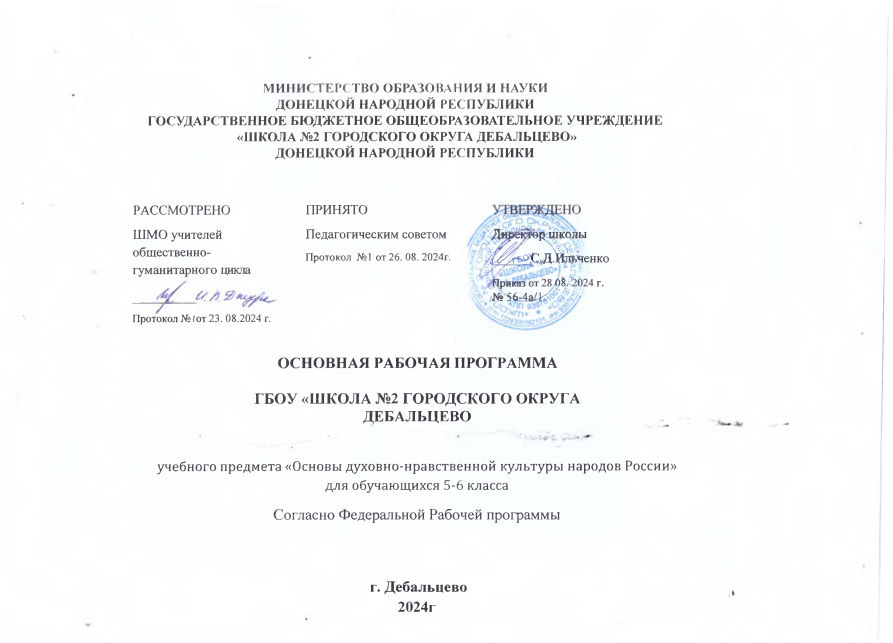 МИНИСТЕРСТВО ОБРАЗОВАНИЯ И НАУКИ
ДОНЕЦКОЙ НАРОДНОЙ РЕСПУБЛИКИ
ГОСУДАРСТВЕННОЕ БЮДЖЕТНОЕ ОБЩЕОБРАЗОВАТЕЛЬНОЕ УЧРЕЖДЕНИЕ
«ШКОЛА №2 ГОРОДСКОГО ОКРУГА ДЕБАЛЬЦЕВО»
ДОНЕЦКОЙ НАРОДНОЙ РЕСПУБЛИКИ
РАССМОТРЕНО
ШМО учителей
общественно-
гуманитарного цикла
Протокол №1от 23. 08.2024 г.
ПРИНЯТО
Педагогическим советом
Протокол №1 от 26. 08. 2024г.
УТВЕРЖДЕНО
Директор школы
С.Д.Ильченко
Приказ от 28 08. 2024 г.
№ 56-4а/1.
ОСНОВНАЯ РАБОЧАЯ ПРОГРАММА
ГБОУ «ШКОЛА №2 ГОРОДСКОГО ОКРУГА
ДЕБАЛЬЦЕВО
учебного предмета «Основы духовно-нравственной культуры народов России»
для обучающихся 5-6 класса
Согласно Федеральной Рабочей программы
г. Дебальцево
2024г